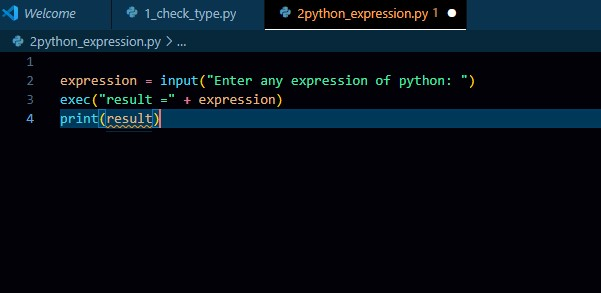 Welcome
1_check_type.py
2python_expression.py 1
2python_expression.py > ...
1
2 expression = input("Enter any expression of python: ")
3 exec("result =" + expression)
4 print(result)